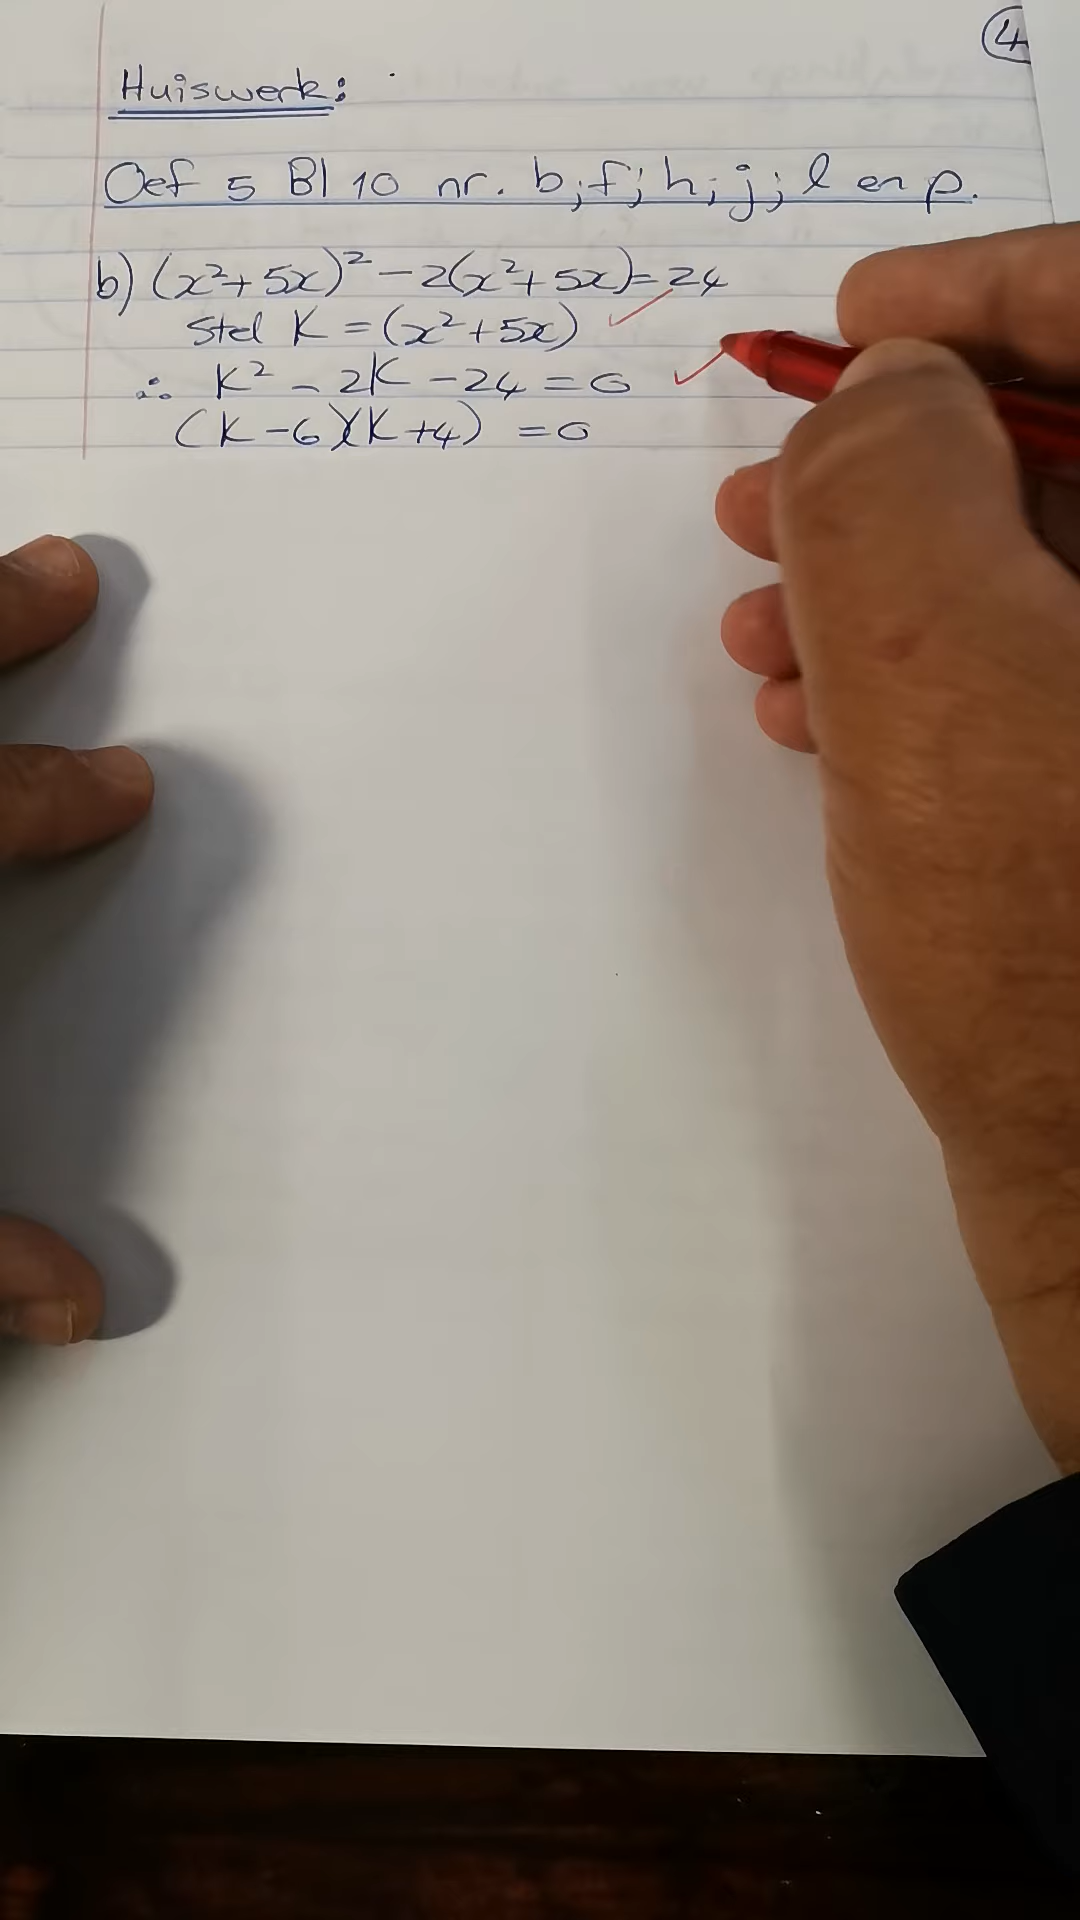 4
Huiswerk:
Oef 5 Bl 10 nr. b; f; h; j; l en p.
b) (x²+5x)² - 2(x²+5x) = 24
Stel K = (x²+5x)
∴ K² - 2K - 24 = 0
(K-6)(K+4) = 0